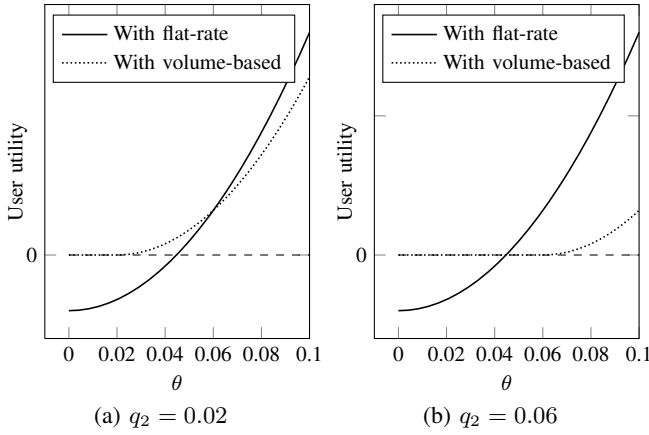 With flat-rate
With volume-based
User utility
0
0 0.02 0.04 0.06 0.08 0.1
θ
(a) q₂ = 0.02
With flat-rate
With volume-based
User utility
0
0 0.02 0.04 0.06 0.08 0.1
θ
(b) q₂ = 0.06